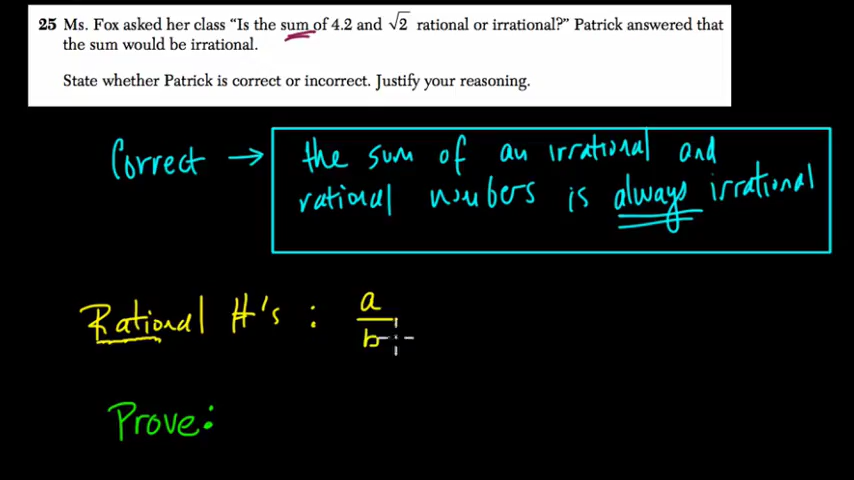 25 Ms. Fox asked her class “Is the sum of 4.2 and √2 rational or irrational?” Patrick answered that
the sum would be irrational.
State whether Patrick is correct or incorrect. Justify your reasoning.
Correct → the sum of an irrational and
rational numbers is always irrational
Rational #'s : a/b
Prove: